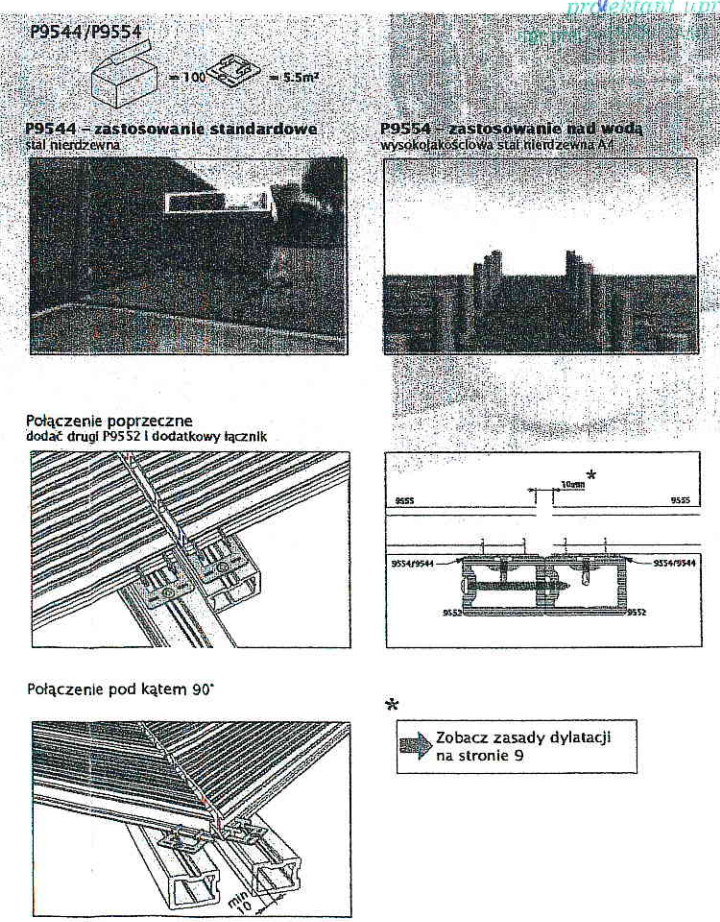 projektant
P9544/P9554
= 100
= 5.5m²
P9544 – zastosowanie standardowe
stal nierdzewna
P9554 – zastosowanie nad wodą
wysokojakościowa stal nierdzewna A4
Połączenie poprzeczne
dodać drugi P9552 i dodatkowy łącznik
*
10mm
9555
9555
9554/9544
9554/9544
9552
9552
Połączenie pod kątem 90°
min
10
*
Zobacz zasady dylatacji
na stronie 9